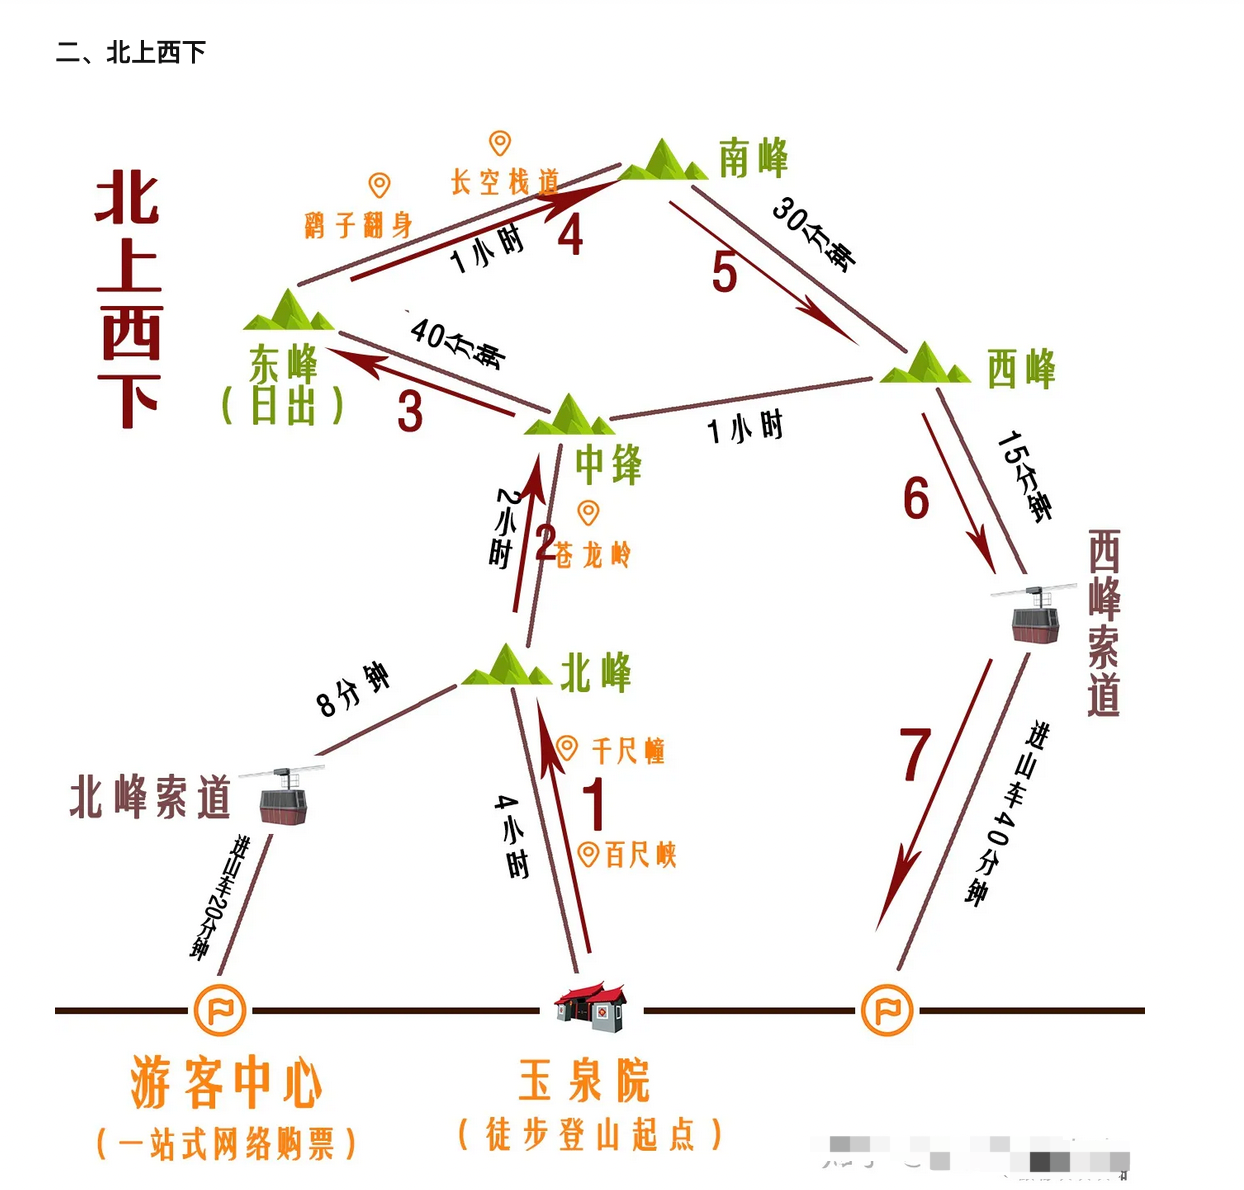 二、北上西下
北上西下
长空栈道
鹞子翻身
南峰
1小时
4
30分钟
5
东峰
(日出)
40分钟
3
西峰
中锋
1小时
15分钟
6
2小时
2
苍龙岭
西峰索道
北峰
8分钟
千尺幢
1
4小时
百尺峡
7
进山车40分钟
北峰索道
进山车20分钟
游客中心
(一站式网络购票)
玉泉院
(徒步登山起点)